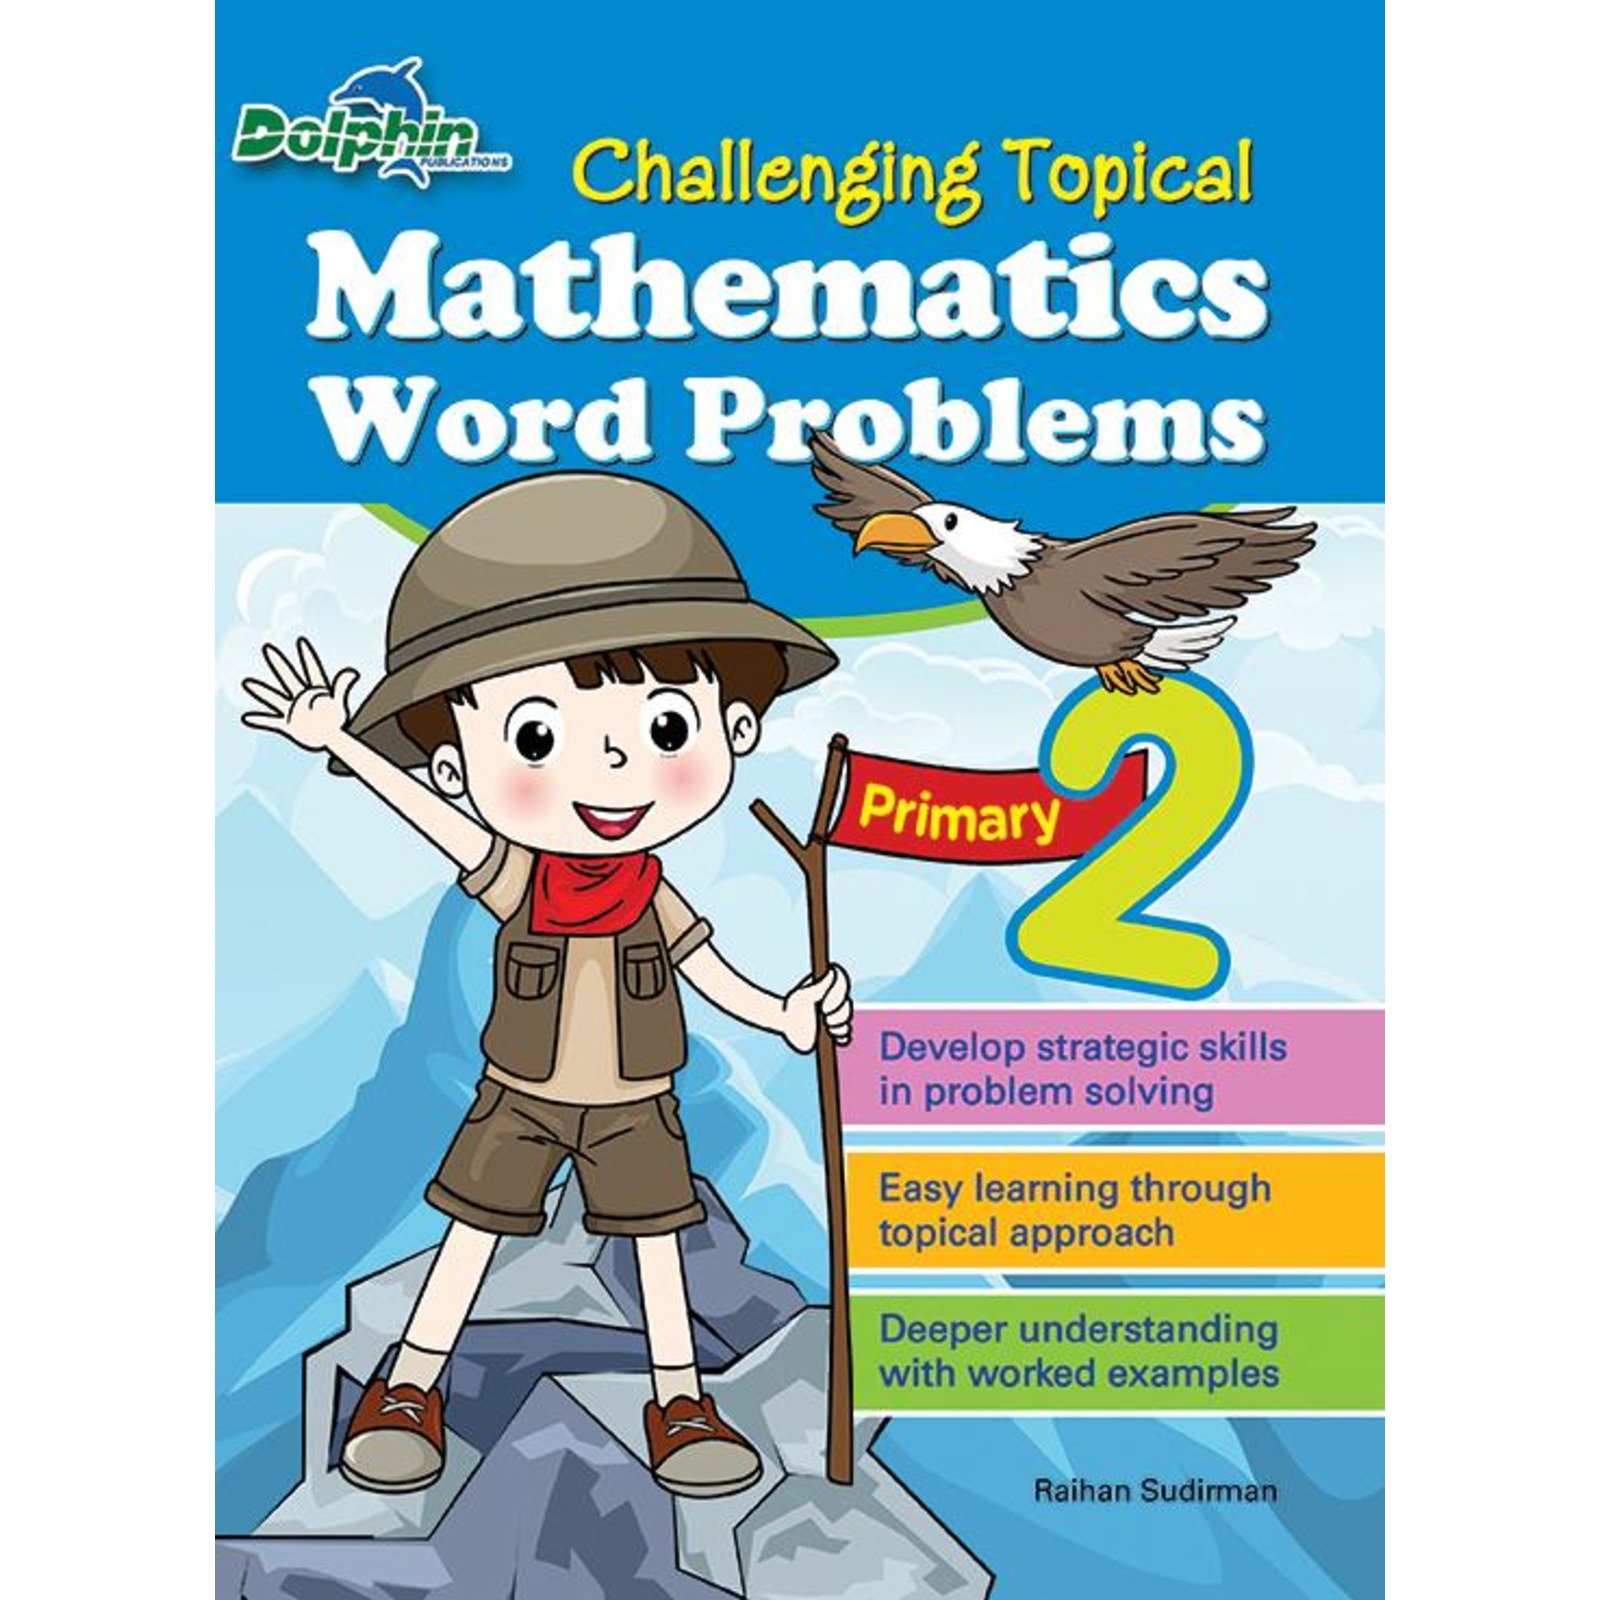 Dolphin
PUBLICATIONS
Challenging Topical
Mathematics
Word Problems
Primary 2
Develop strategic skills
in problem solving
Easy learning through
topical approach
Deeper understanding
with worked examples
Raihan Sudirman